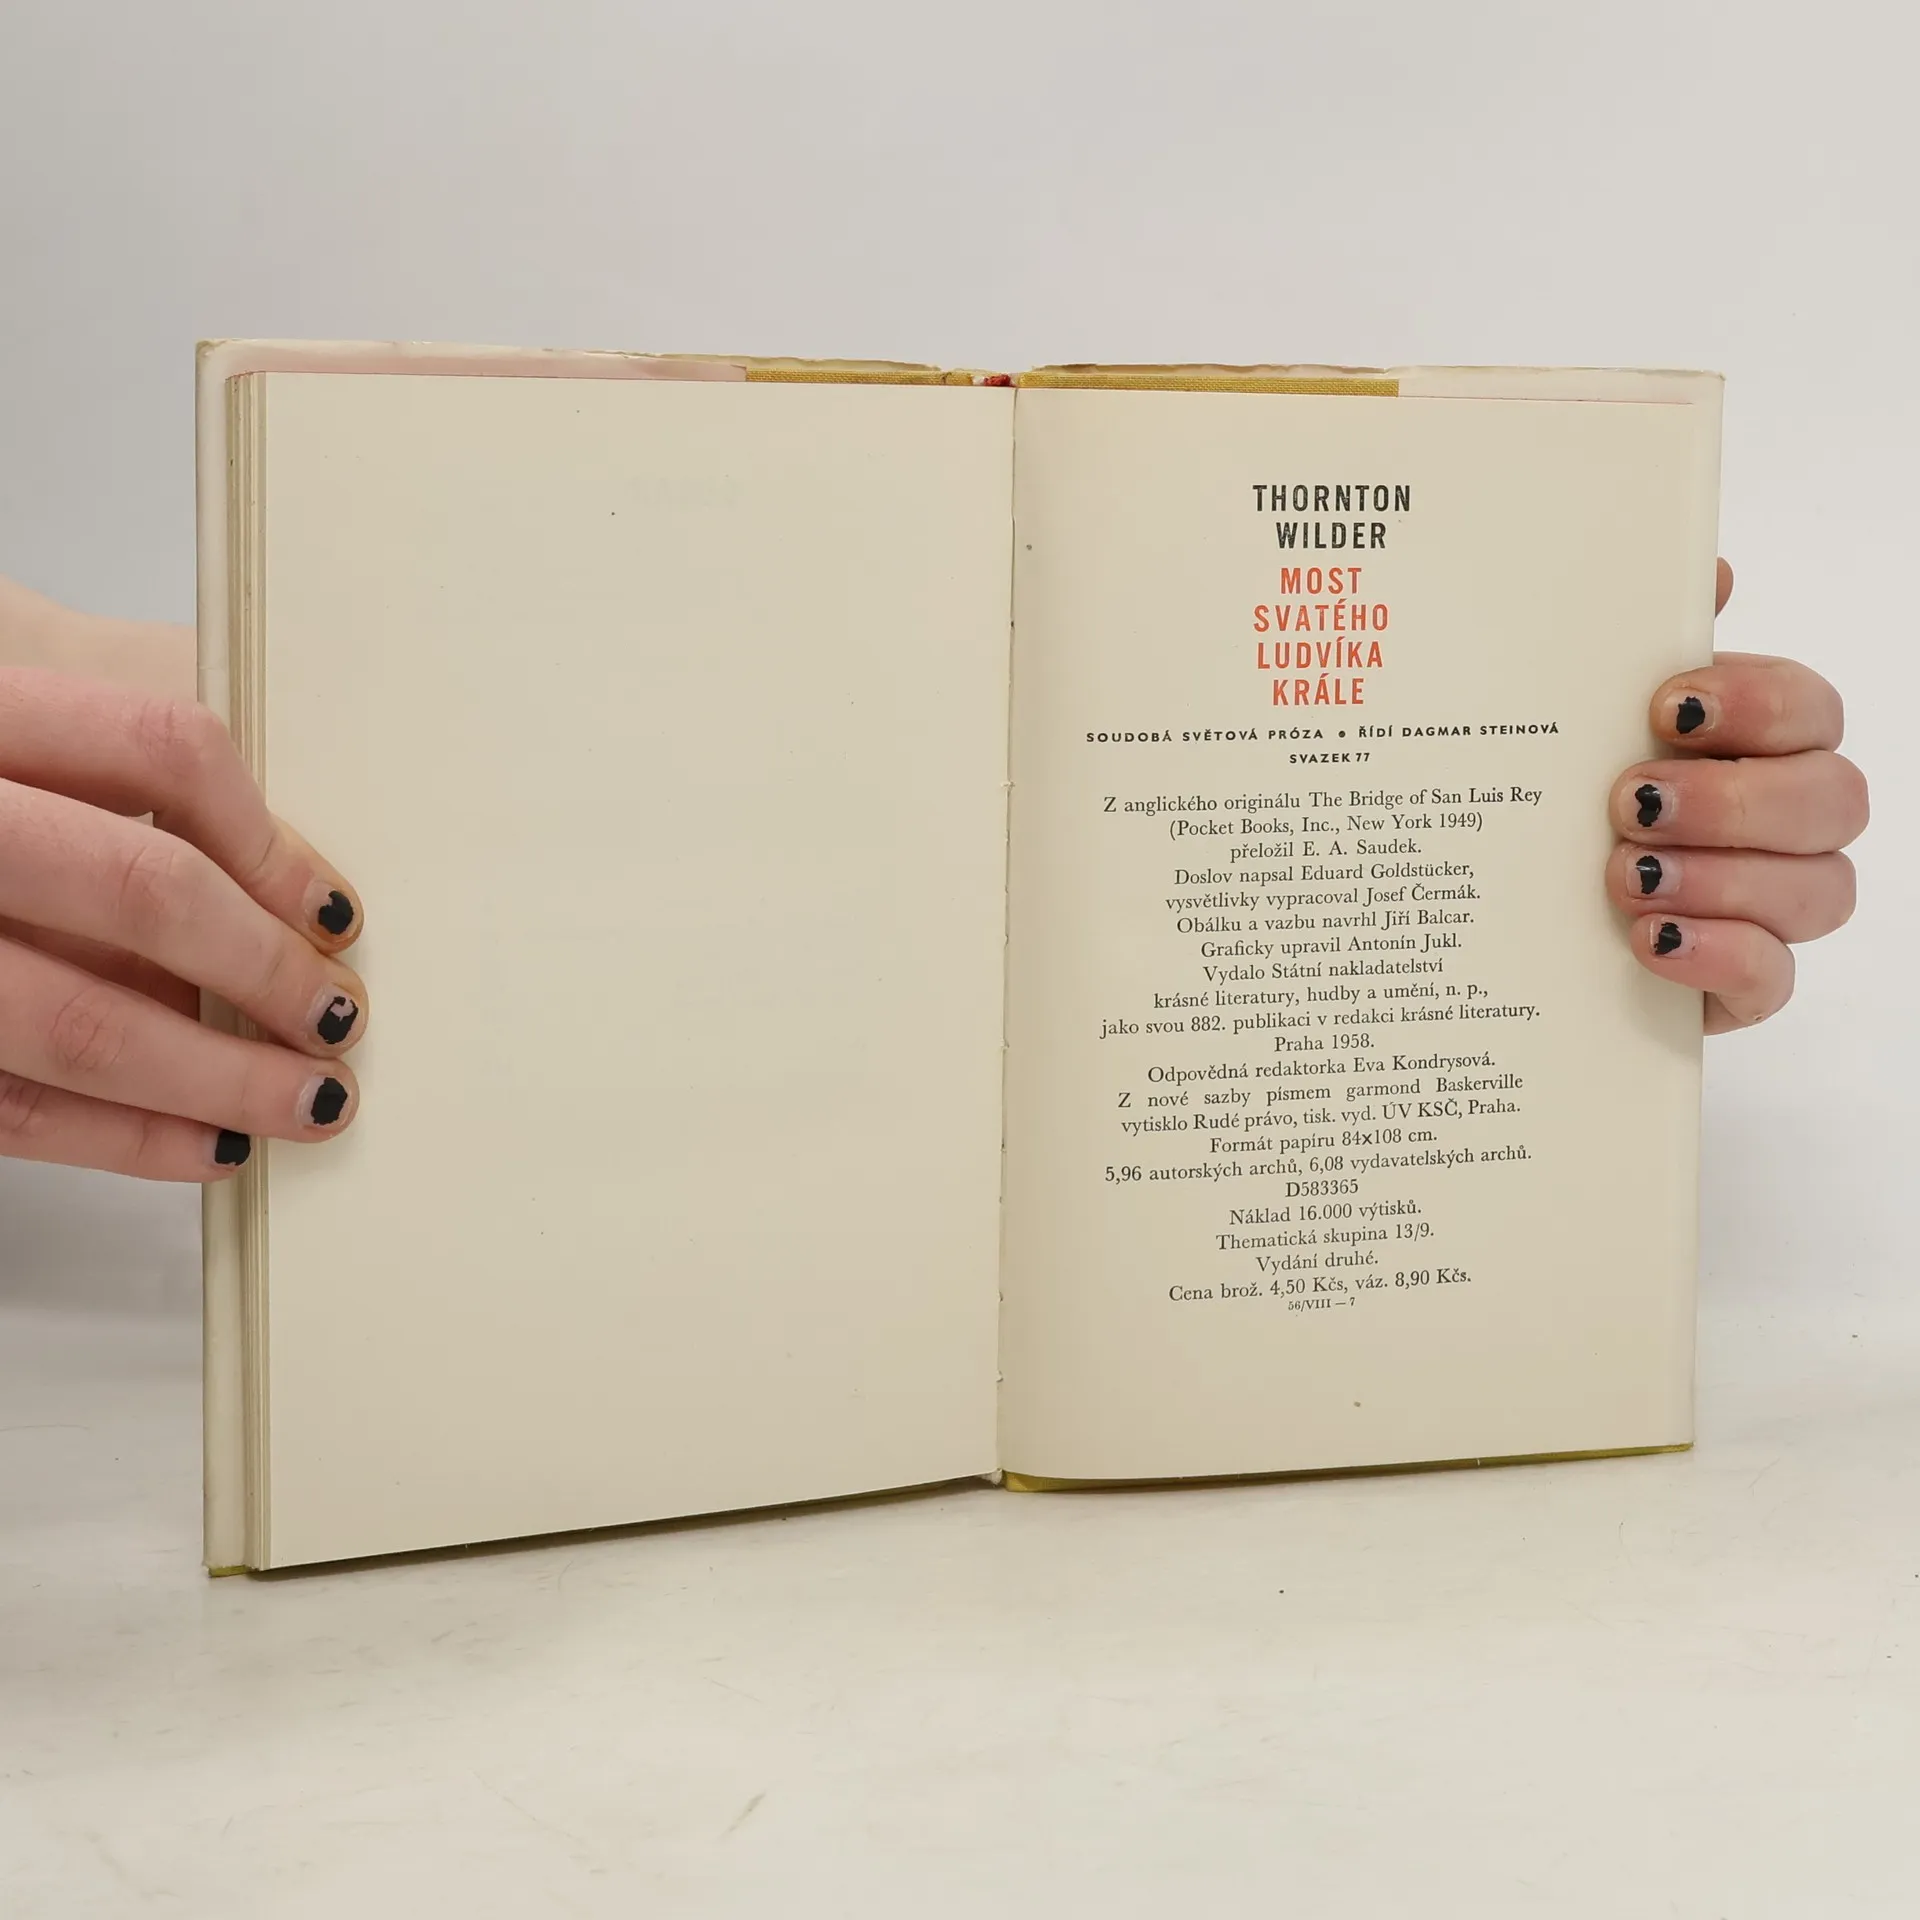 THORNTON
WILDER
MOST
SVATÉHO
LUDVÍKA
KRÁLE
SOUDOBÁ SVĚTOVÁ PRÓZA • ŘÍDÍ DAGMAR STEINOVÁ
SVAZEK 77
Z anglického originálu The Bridge of San Luis Rey
(Pocket Books, Inc., New York 1949)
přeložil E. A. Saudek.
Doslov napsal Eduard Goldstücker,
vysvětlivky vypracoval Josef Čermák.
Obálku a vazbu navrhl Jiří Balcar.
Graficky upravil Antonín Jukl.
Vydalo Státní nakladatelství
krásné literatury, hudby a umění, n. p.,
jako svou 882. publikaci v redakci krásné literatury.
Praha 1958.
Odpovědná redaktorka Eva Kondrysová.
Z nové sazby písmem garmond Baskerville
vytisklo Rudé právo, tisk. vyd. ÚV KSČ, Praha.
Formát papíru 84x108 cm.
5,96 autorských archů, 6,08 vydavatelských archů.
D583365
Náklad 16.000 výtisků.
Thematická skupina 13/9.
Vydání druhé.
Cena brož. 4,50 Kčs, váz. 8,90 Kčs.
56/VIII — 7